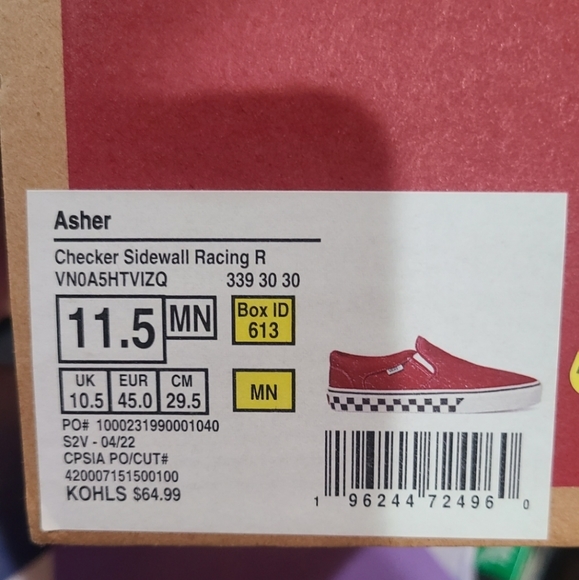 Asher
Checker Sidewall Racing R
VN0A5HTVIZQ 339 30 30
11.5 MN Box ID 613
UK 10.5 EUR 45.0 CM 29.5 MN
PO# 1000231990001040
S2V - 04/22
CPSIA PO/CUT#
420007151500100
KOHLS $64.99
1 96244 72496 0